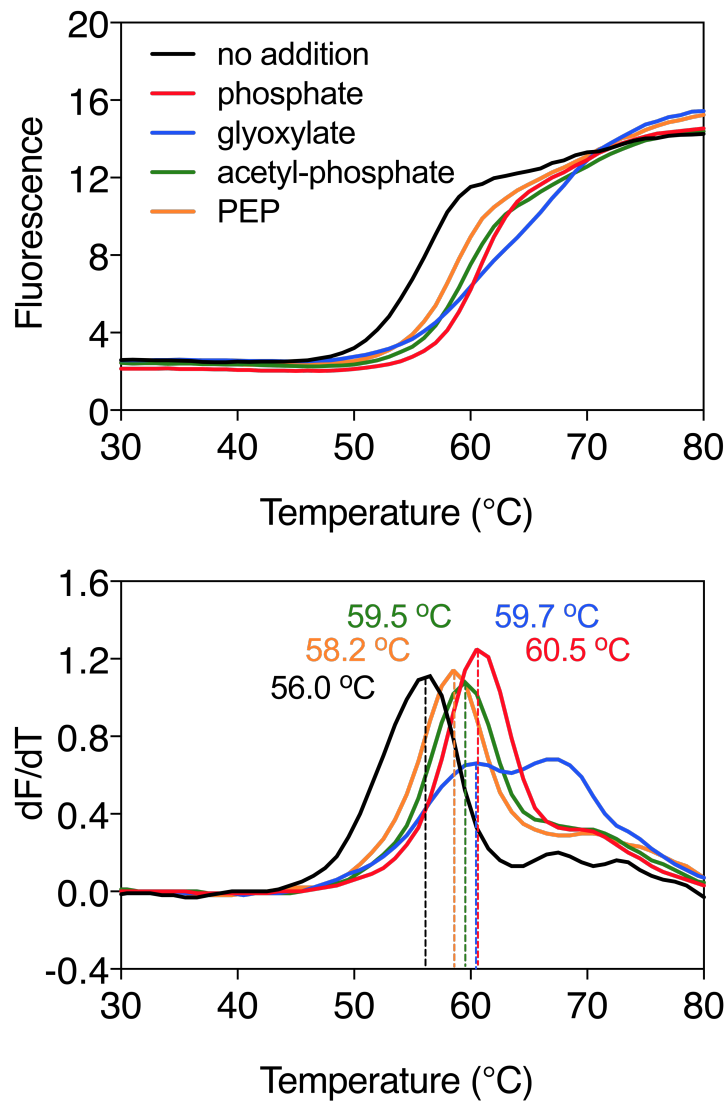 20
16
12
8
4
0
Fluorescence
no addition
phosphate
glyoxylate
acetyl-phosphate
PEP
30 40 50 60 70 80
Temperature (°C)
1.6
1.2
0.8
0.4
0.0
-0.4
dF/dT
59.5 ºC 59.7 ºC
58.2 ºC 60.5 ºC
56.0 ºC
30 40 50 60 70 80
Temperature (°C)